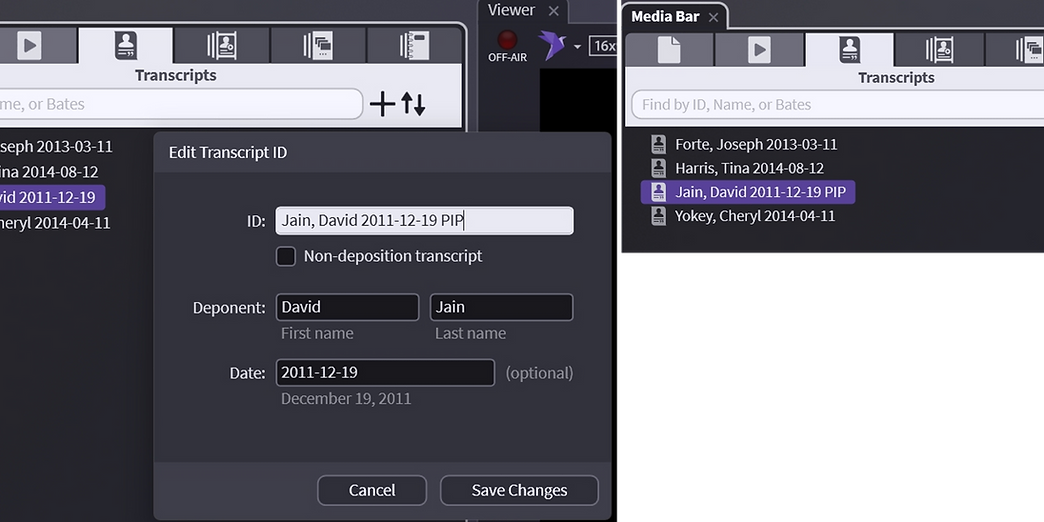 Viewer
OFF-AIR
16x
Transcripts
me, or Bates
seph 2013-03-11
ina 2014-08-12
vid 2011-12-19
heryl 2014-04-11
Edit Transcript ID
ID:
Jain, David 2011-12-19 PIP
Non-deposition transcript
Deponent:
David
Jain
First name
Last name
Date:
2011-12-19
(optional)
December 19, 2011
Cancel
Save Changes
Media Bar
Transcripts
Find by ID, Name, or Bates
Forte, Joseph 2013-03-11
Harris, Tina 2014-08-12
Jain, David 2011-12-19 PIP
Yokey, Cheryl 2014-04-11